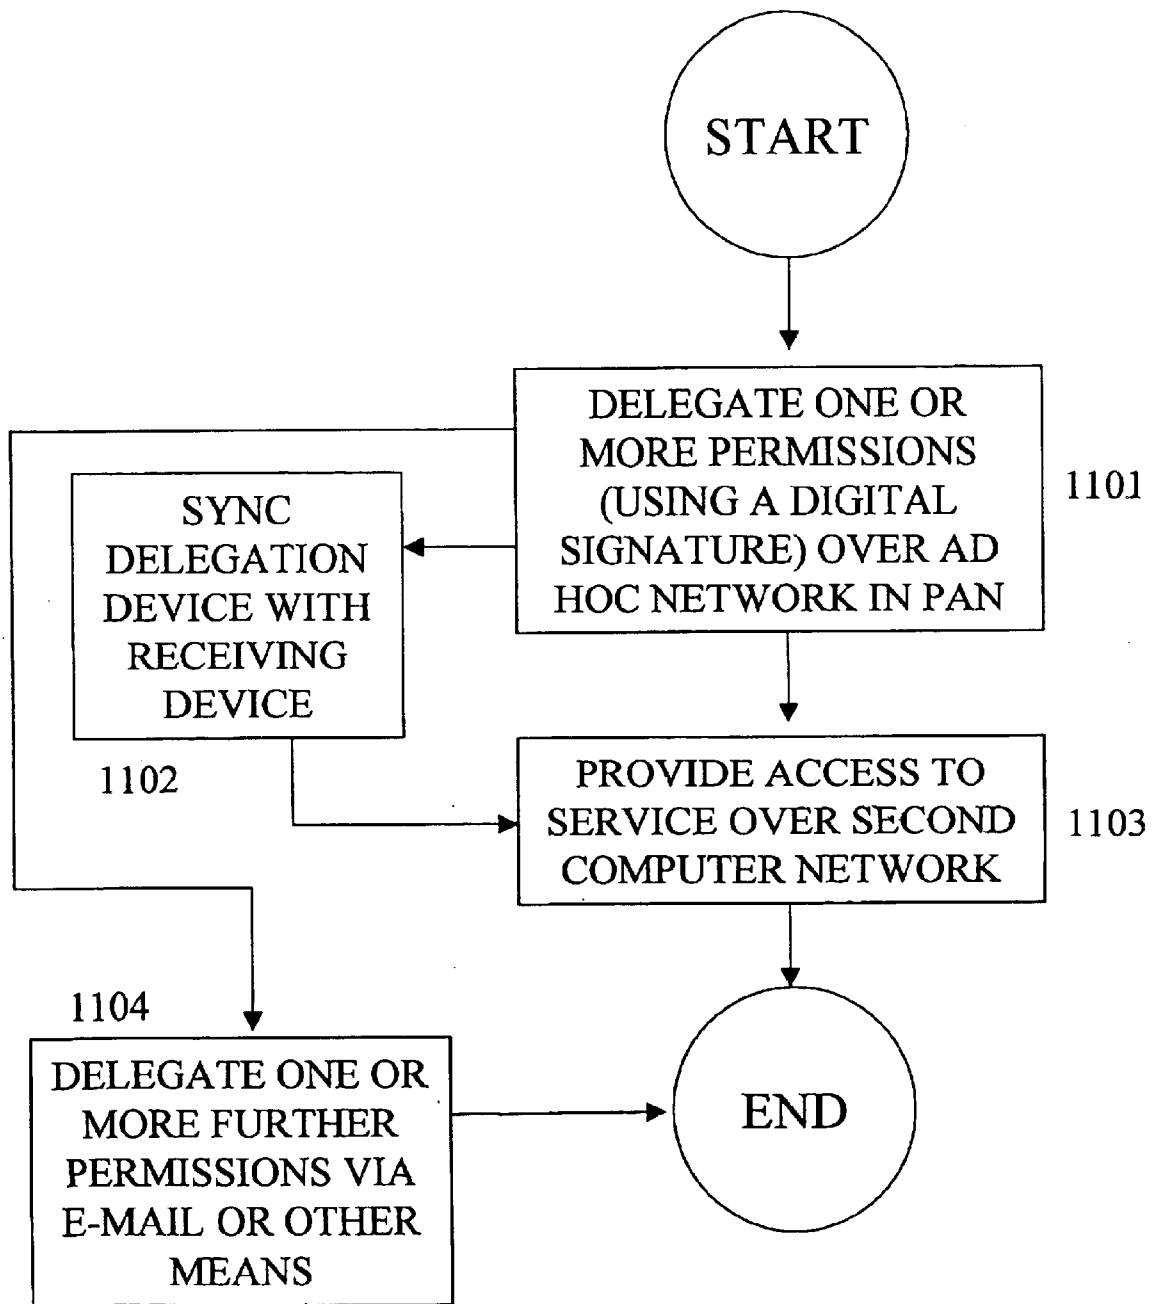 START
DELEGATE ONE OR
MORE PERMISSIONS
(USING A DIGITAL
SIGNATURE) OVER AD
HOC NETWORK IN PAN
1101
SYNC
DELEGATION
DEVICE WITH
RECEIVING
DEVICE
1102
PROVIDE ACCESS TO
SERVICE OVER SECOND
COMPUTER NETWORK
1103
1104
DELEGATE ONE OR
MORE FURTHER
PERMISSIONS VIA
E-MAIL OR OTHER
MEANS
END